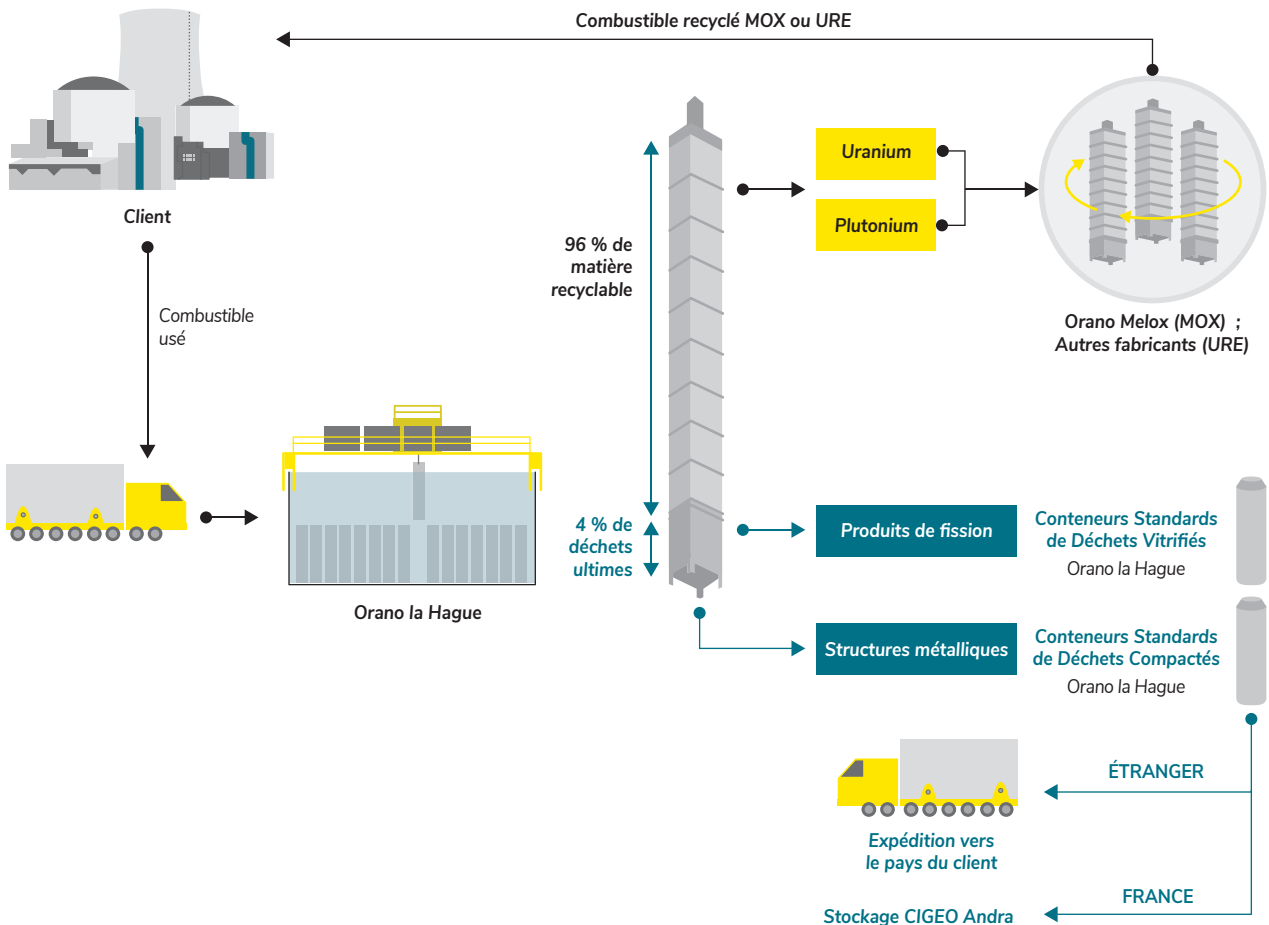 Combustible recyclé MOX ou URE
Client
Combustible
usé
Orano la Hague
96 % de
matière
recyclable
4 % de
déchets
ultimes
Uranium
Plutonium
Orano Melox (MOX) ;
Autres fabricants (URE)
Produits de fission
Conteneurs Standards
de Déchets Vitrifiés
Orano la Hague
Structures métalliques
Conteneurs Standards
de Déchets Compactés
Orano la Hague
ÉTRANGER
Expédition vers
le pays du client
FRANCE
Stockage CIGEO Andra